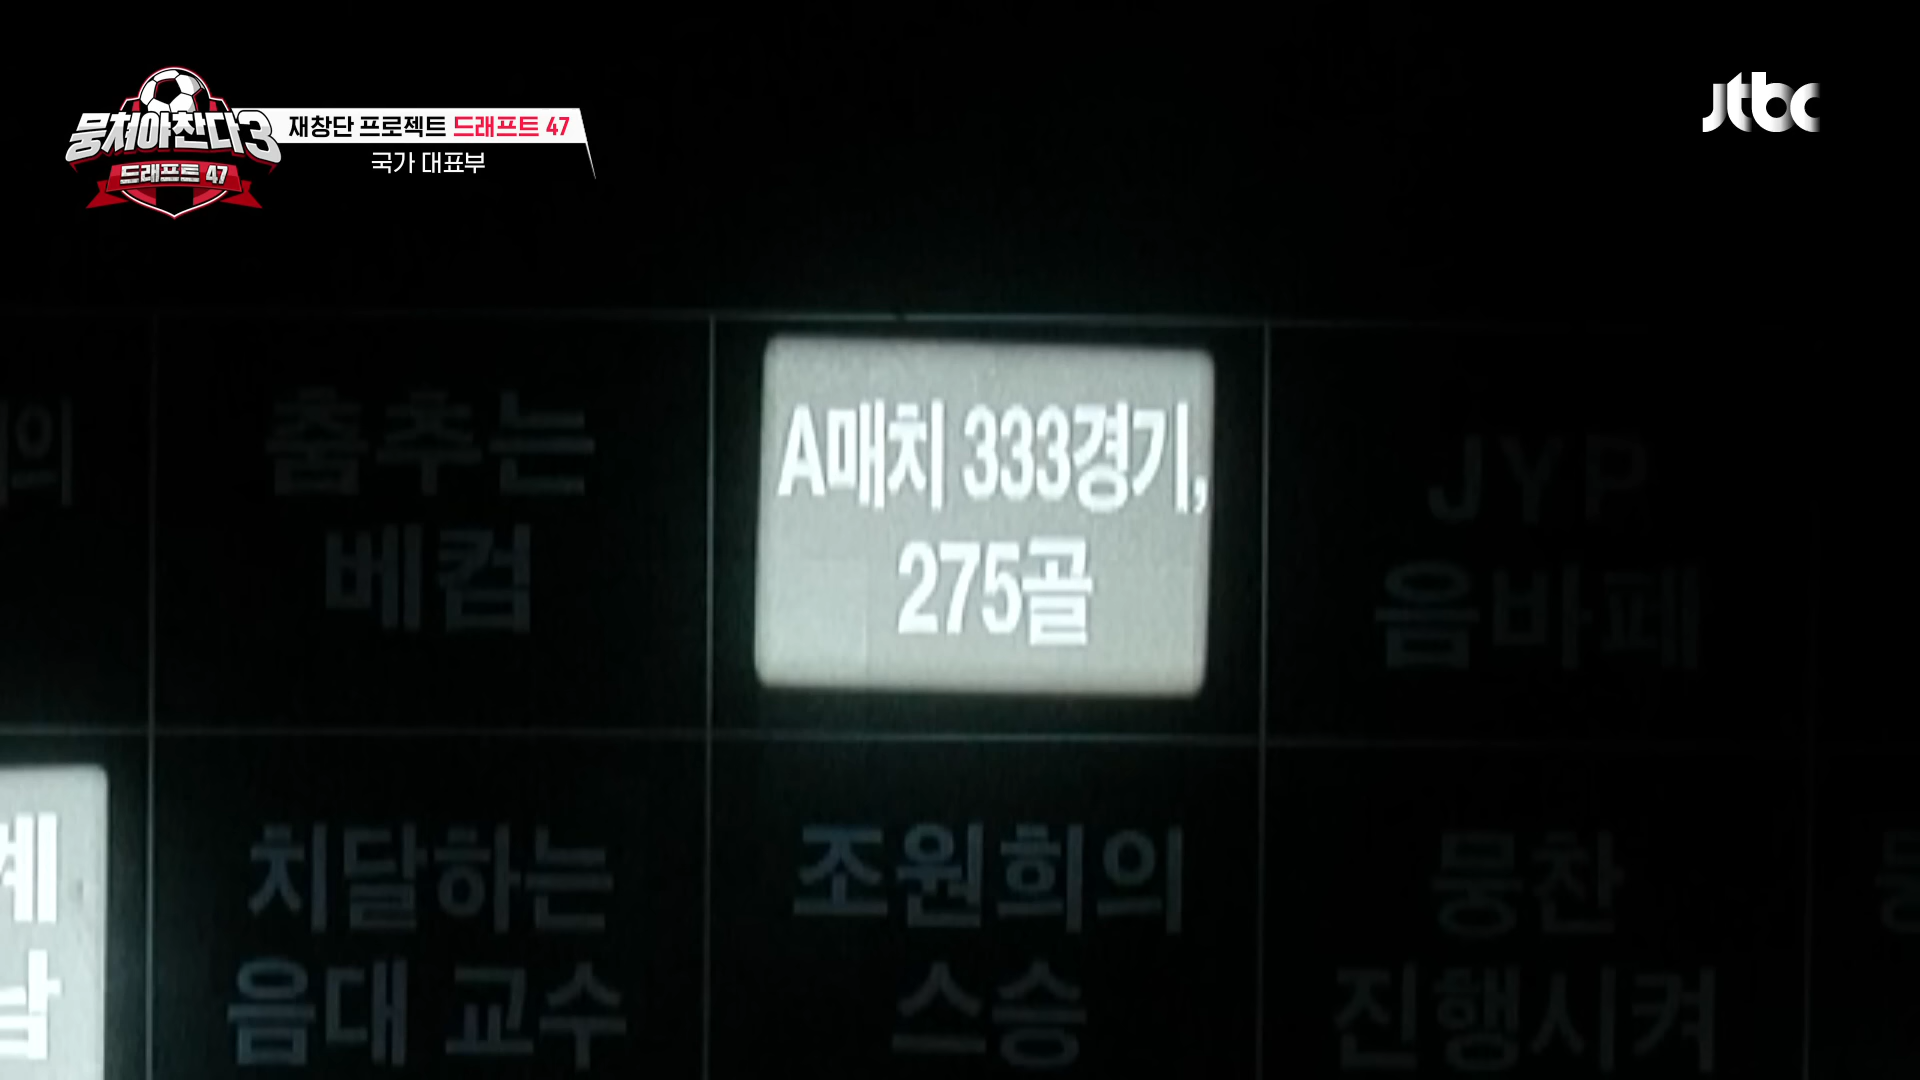 뭉쳐야찬다3
드래프트 47
재창단 프로젝트 드래프트 47
국가 대표부
jtbc
의
춤추는
베컴
A매치 333경기,
275골
JYP
음바페
계
남
치달하는
음대 교수
조원희의
스승
뭉찬
진행시켜